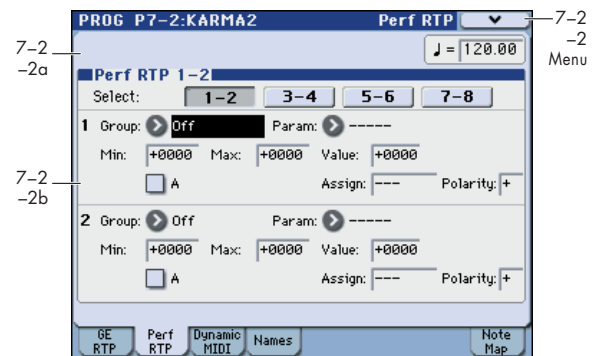 PROG P7-2:KARMA2 Perf RTP
7-2
-2
Menu
♩= 120.00
7-2
-2a
Perf RTP 1-2
Select: 1-2 3-4 5-6 7-8
1 Group: Off Param: -----
Min: +0000 Max: +0000 Value: +0000
7-2
-2b
A Assign: --- Polarity: +
2 Group: Off Param: -----
Min: +0000 Max: +0000 Value: +0000
A Assign: --- Polarity: +
GE RTP Perf RTP Dynamic MIDI Names Note Map